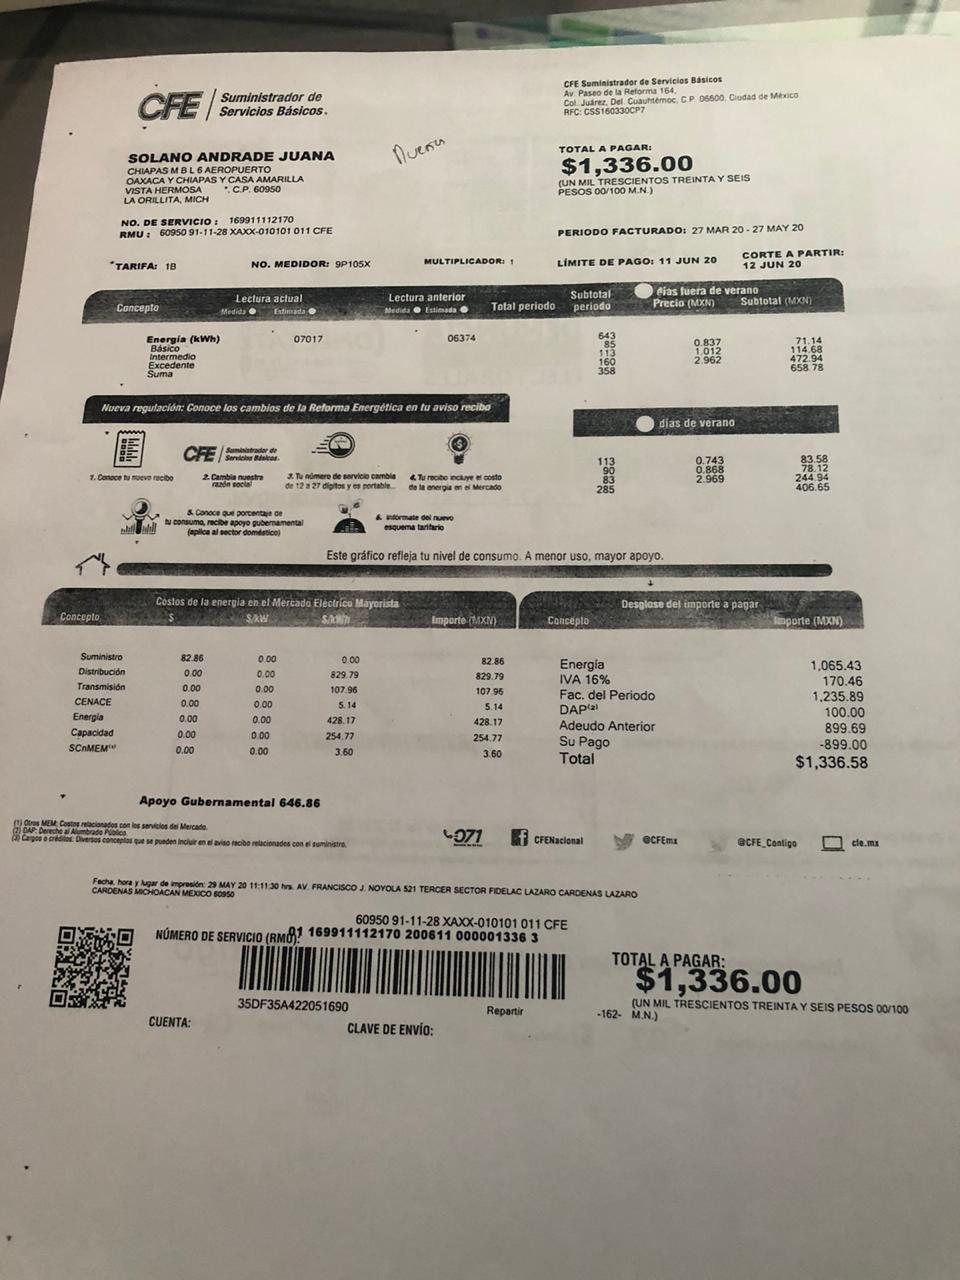 CFE Suministrador de
Servicios Básicos®
CFE Suministrador de Servicios Básicos
Av. Paseo de la Reforma 164,
Col. Juárez, Del. Cuauhtémoc, C.P. 06600, Ciudad de México
RFC: CSS160330CP7
SOLANO ANDRADE JUANA
CHIAPAS M B L 6 AEROPUERTO
OAXACA Y CHIAPAS Y CASA AMARILLA
VISTA HERMOSA *. C.P. 60950
LA ORILLITA, MICH
TOTAL A PAGAR:
$1,336.00
(UN MIL TRESCIENTOS TREINTA Y SEIS
PESOS 00/100 M.N.)
NO. DE SERVICIO : 169911112170
RMU : 60950 91-11-28 XAXX-010101 011 CFE
PERIODO FACTURADO: 27 MAR 20 - 27 MAY 20
*TARIFA: 1B NO. MEDIDOR: 9P105X MULTIPLICADOR: 1 LÍMITE DE PAGO: 11 JUN 20 CORTE A PARTIR:
12 JUN 20
Concepto Lectura actual Lectura anterior Total periodo Subtotal periodo días fuera de verano
Medida Estimada Medida Estimada Precio (MXN) Subtotal (MXN)
Energía (kWh) 07017 06374 643
Básico 85 0.837 71.14
Intermedio 113 1.012 114.68
Excedente 160 2.962 472.94
Suma 358 658.78
Nueva regulación: Conoce los cambios de la Reforma Energética en tu aviso recibo
días de verano
113 0.743 83.58
90 0.868 78.12
83 2.969 244.94
285 406.65
CFE Suministrador de
Servicios Básicos®
1. Conoce tu nuevo recibo
2. Cambia nuestra
razón social
3. Tu número de servicio cambia
de 12 a 27 dígitos y es portable...
4. Tu recibo incluye el costo
de la energía en el Mercado
5. Conoce qué porcentaje de
tu consumo, recibe apoyo gubernamental
(aplica al sector doméstico)
6. Infórmate del nuevo
esquema tarifario
Este gráfico refleja tu nivel de consumo. A menor uso, mayor apoyo.
Costos de la energía en el Mercado Eléctrico Mayorista
Concepto $ $/kW $/kWh Importe (MXN)
Suministro 82.86 0.00 0.00 82.86
Distribución 0.00 0.00 829.79 829.79
Transmisión 0.00 0.00 107.96 107.96
CENACE 0.00 0.00 5.14 5.14
Energía 0.00 0.00 428.17 428.17
Capacidad 0.00 0.00 254.77 254.77
SCnMEM 0.00 0.00 3.60 3.60
Desglose del importe a pagar
Concepto Importe (MXN)
Energía 1,065.43
IVA 16% 170.46
Fac. del Periodo 1,235.89
DAP(2) 100.00
Adeudo Anterior 899.69
Su Pago -899.00
Total $1,336.58
Apoyo Gubernamental 646.86
(1) Otros MEM: Costos relacionados con los servicios del Mercado.
(2) DAP: Derecho al Alumbrado Público.
(3) Cargos o créditos: Diversos conceptos que se pueden incluir en el aviso recibo relacionados con el suministro.
071 CFENacional @CFEmx @CFE_Contigo cfe.mx
Fecha, hora y lugar de impresión: 29 MAY 20 11:11:30 hrs. AV. FRANCISCO J. NOYOLA 521 TERCER SECTOR FIDELAC LAZARO CARDENAS LAZARO
CARDENAS MICHOACAN MEXICO 60950
60950 91-11-28 XAXX-010101 011 CFE
NÚMERO DE SERVICIO (RMU):
01 169911112170 200611 000001336 3
35DF35A422051690
Repartir
CUENTA:
CLAVE DE ENVÍO:
TOTAL A PAGAR:
$1,336.00
(UN MIL TRESCIENTOS TREINTA Y SEIS PESOS 00/100
-162- M.N.)